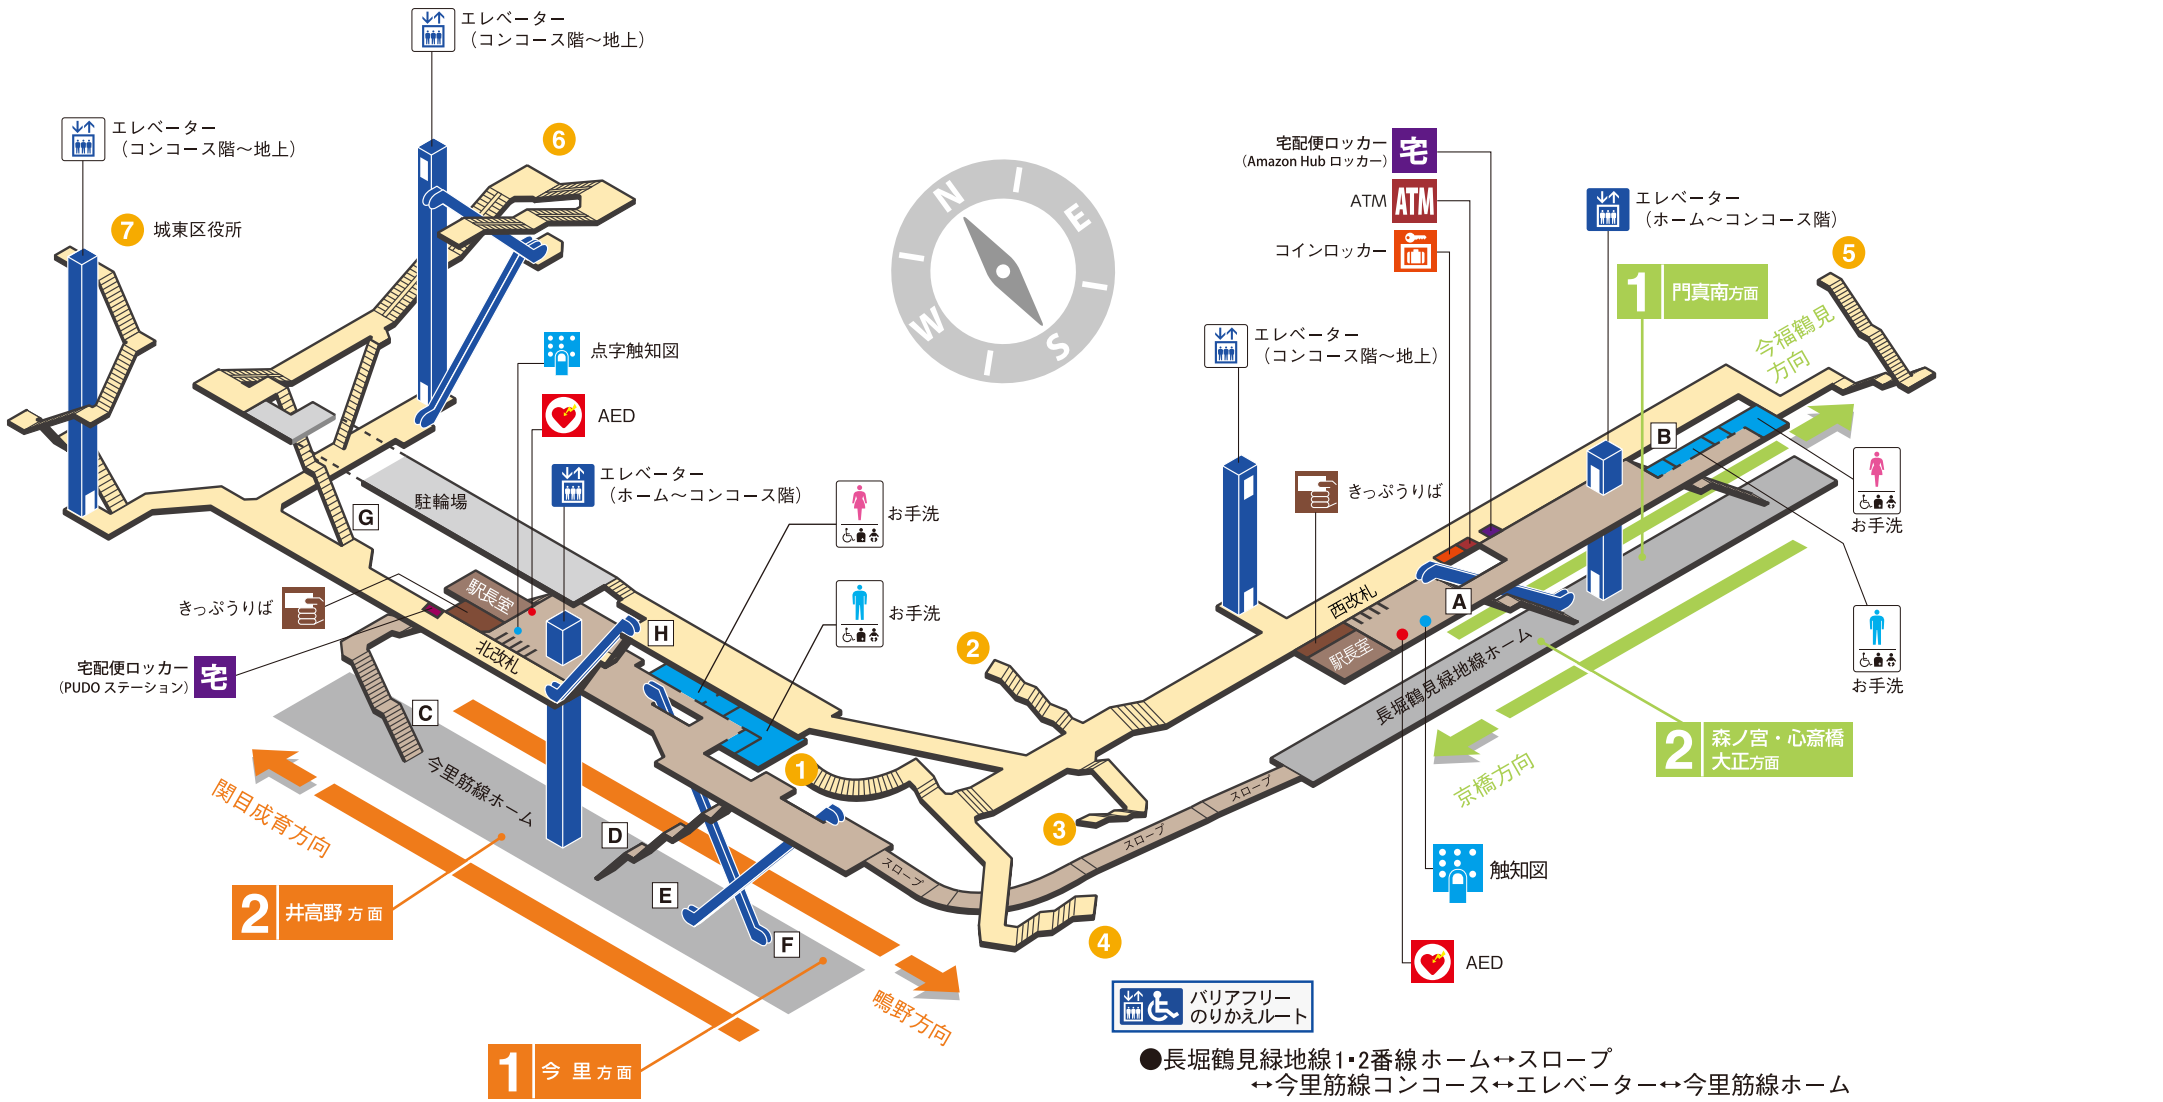 エレベーター
（コンコース階～地上）
エレベーター
（コンコース階～地上）
6
7 城東区役所
点字触知図
AED
エレベーター
（ホーム～コンコース階）
駐輪場
G
お手洗
お手洗
きっぷうりば
駅長室
北改札
H
宅配便ロッカー
（PUDO ステーション）
宅
C
今里筋線ホーム
関目成育方向
D
E
F
1
スロープ
2 井高野方面
1 今里方面
鴫野方向
N
E
S
W
宅配便ロッカー
（Amazon Hub ロッカー）
宅
ATM
ATM
コインロッカー
エレベーター
（ホーム～コンコース階）
5
1 門真南方面
今福鶴見
方向
エレベーター
（コンコース階～地上）
B
きっぷうりば
お手洗
お手洗
西改札
A
駅長室
長堀鶴見緑地線ホーム
2
3
4
スロープ
スロープ
京橋方向
2 森ノ宮・心斎橋
大正方面
触知図
AED
バリアフリー
のりかえルート
●長堀鶴見緑地線1・2番線ホーム↔スロープ
↔今里筋線コンコース↔エレベーター↔今里筋線ホーム